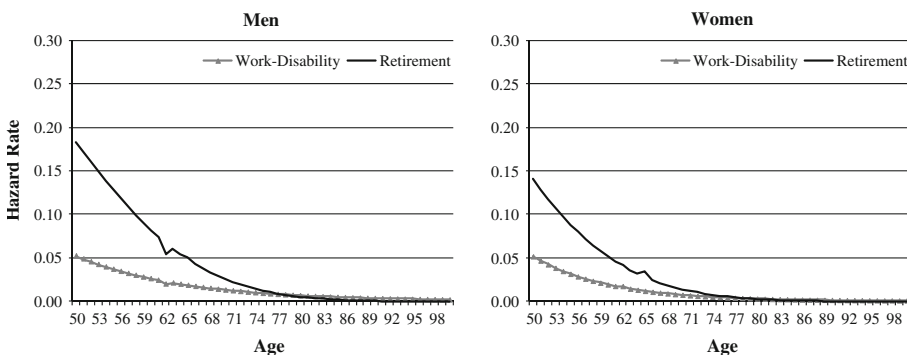 Men
0.30
Work-Disability Retirement
0.25
0.20
0.15
0.10
0.05
0.00
50 53 56 59 62 65 68 71 74 77 80 83 86 89 92 95 98
Hazard Rate
Age
Women
0.30
Work-Disability Retirement
0.25
0.20
0.15
0.10
0.05
0.00
50 53 56 59 62 65 68 71 74 77 80 83 86 89 92 95 98
Age